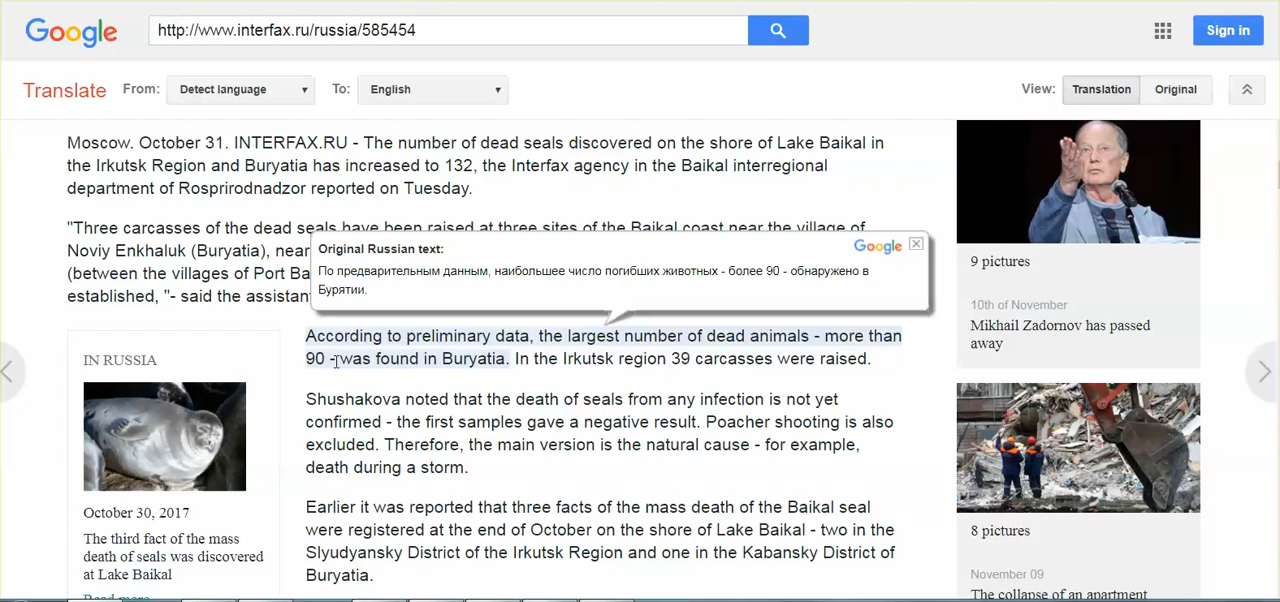 Google
http://www.interfax.ru/russia/585454
Sign in
Translate
From:
Detect language
To:
English
View:
Translation
Original
Moscow. October 31. INTERFAX.RU - The number of dead seals discovered on the shore of Lake Baikal in
the Irkutsk Region and Buryatia has increased to 132, the Interfax agency in the Baikal interregional
department of Rosprirodnadzor reported on Tuesday.
"Three carcasses of the dead seals have been raised at three sites of the Baikal coast near the village of
Noviy Enkhaluk (Buryatia), near
(between the villages of Port Ba
established, "- said the assistan
Original Russian text:
Google
По предварительным данным, наибольшее число погибших животных - более 90 - обнаружено в
Бурятии.
According to preliminary data, the largest number of dead animals - more than
90 - was found in Buryatia. In the Irkutsk region 39 carcasses were raised.
Shushakova noted that the death of seals from any infection is not yet
confirmed - the first samples gave a negative result. Poacher shooting is also
excluded. Therefore, the main version is the natural cause - for example,
death during a storm.
Earlier it was reported that three facts of the mass death of the Baikal seal
were registered at the end of October on the shore of Lake Baikal - two in the
Slyudyansky District of the Irkutsk Region and one in the Kabansky District of
Buryatia.
IN RUSSIA
October 30, 2017
The third fact of the mass
death of seals was discovered
at Lake Baikal
Read more
9 pictures
10th of November
Mikhail Zadornov has passed
away
8 pictures
November 09
The collapse of an apartment